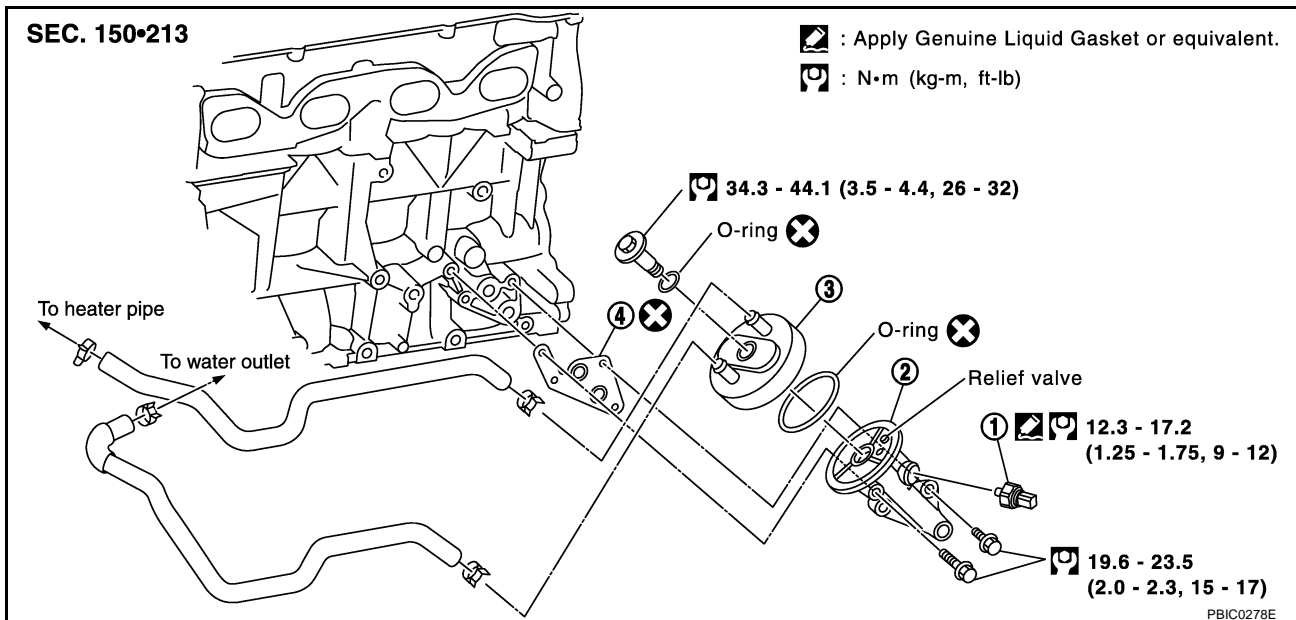 SEC. 150•213
: Apply Genuine Liquid Gasket or equivalent.
: N•m (kg-m, ft-lb)
34.3 - 44.1 (3.5 - 4.4, 26 - 32)
O-ring
3
To heater pipe
4
O-ring
To water outlet
2
Relief valve
1
12.3 - 17.2
(1.25 - 1.75, 9 - 12)
19.6 - 23.5
(2.0 - 2.3, 15 - 17)
PBIC0278E